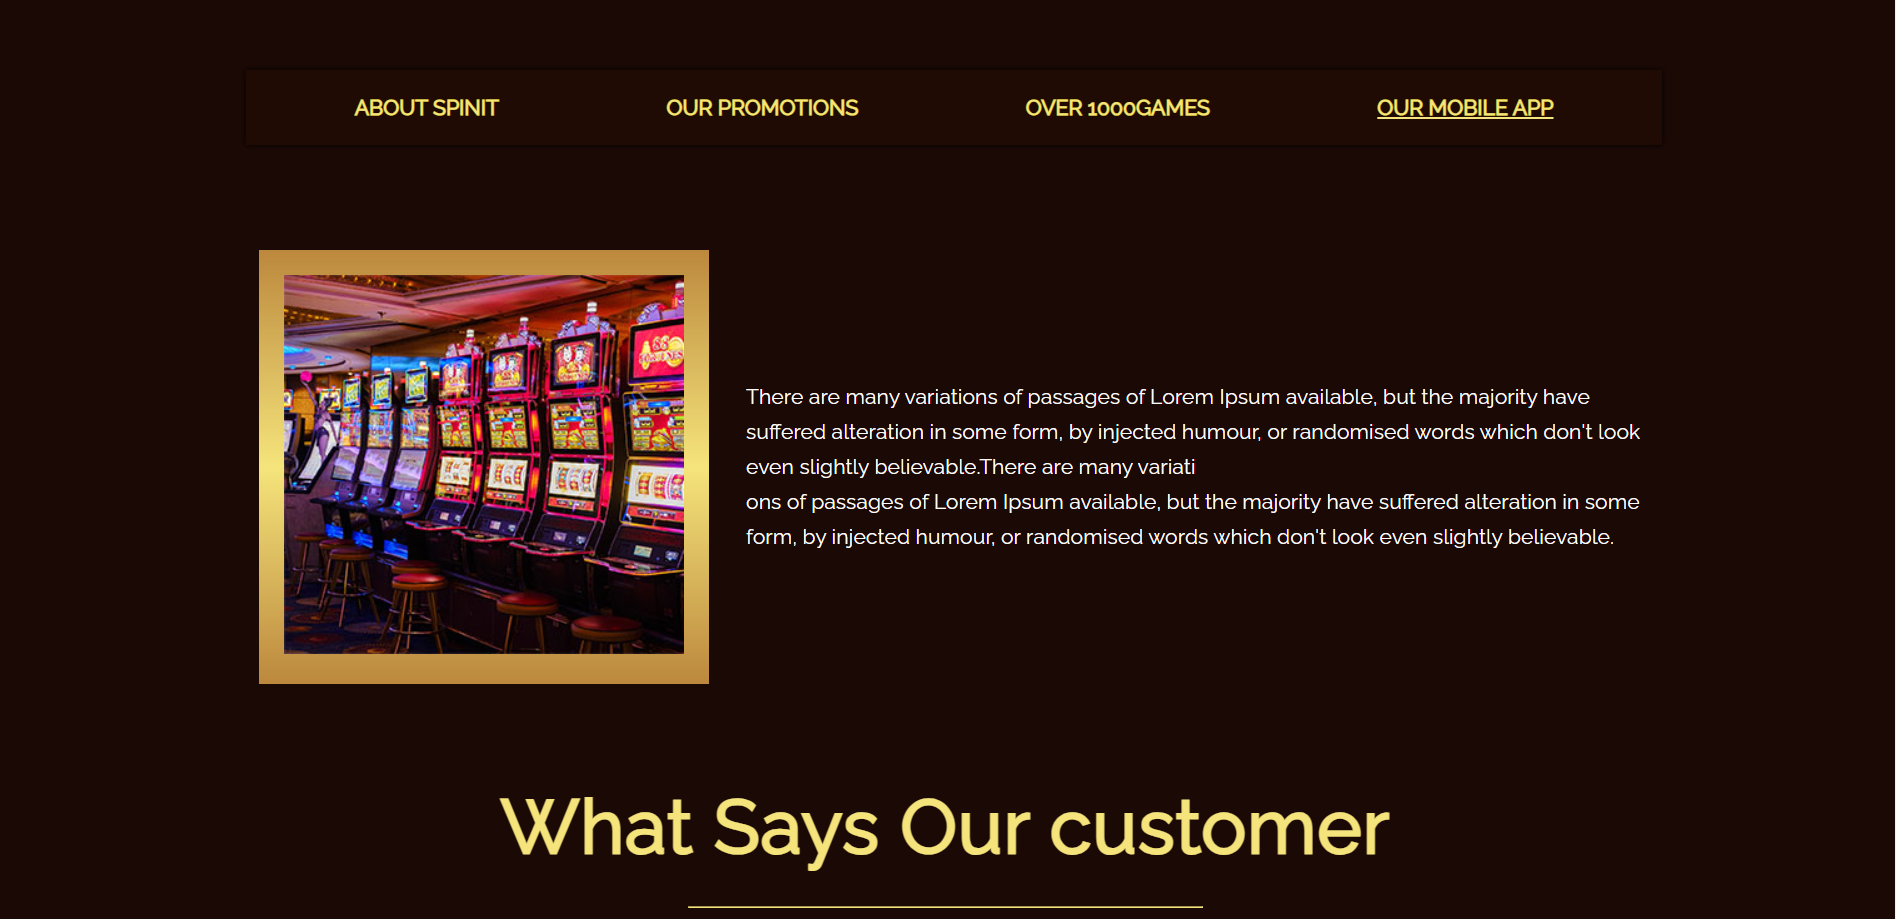 ABOUT SPINIT
OUR PROMOTIONS
OVER 1000GAMES
OUR MOBILE APP
There are many variations of passages of Lorem Ipsum available, but the majority have
suffered alteration in some form, by injected humour, or randomised words which don't look
even slightly believable.There are many variati
ons of passages of Lorem Ipsum available, but the majority have suffered alteration in some
form, by injected humour, or randomised words which don't look even slightly believable.
What Says Our customer